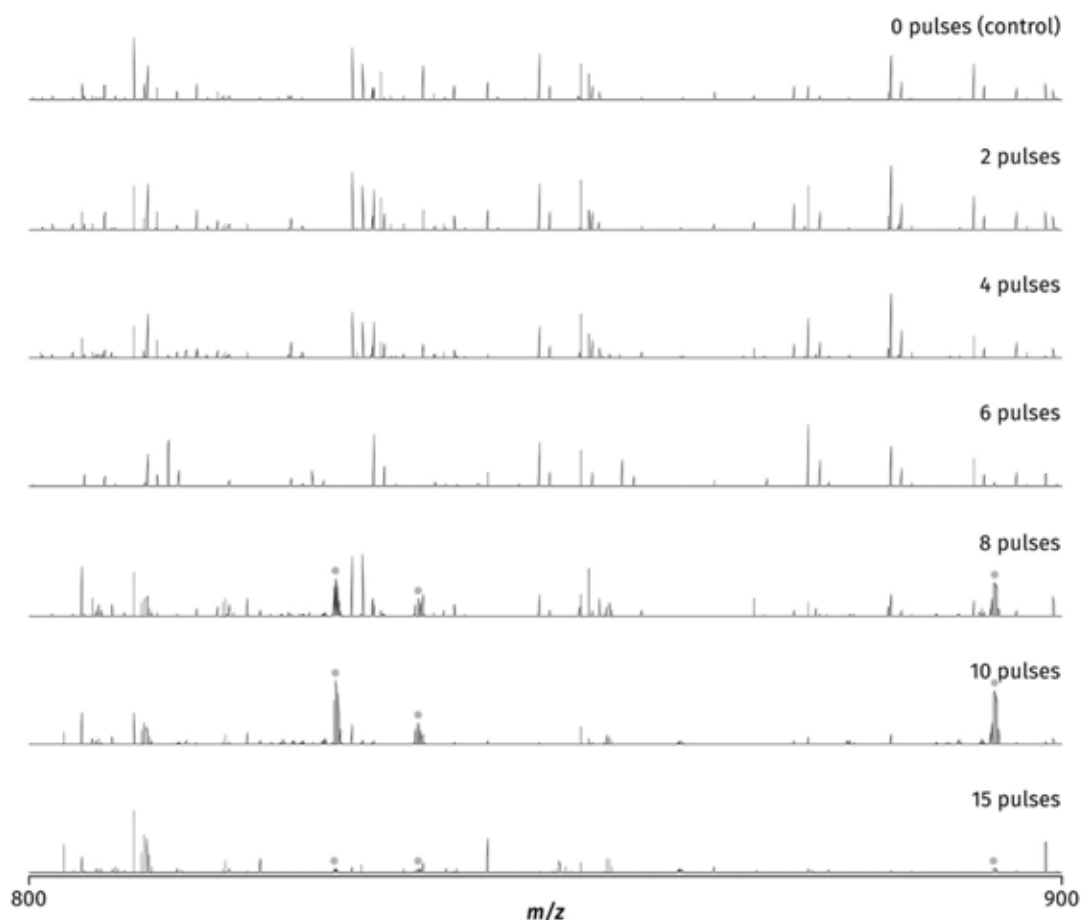 0 pulses (control)
2 pulses
4 pulses
6 pulses
8 pulses
10 pulses
15 pulses
800
900
m/z